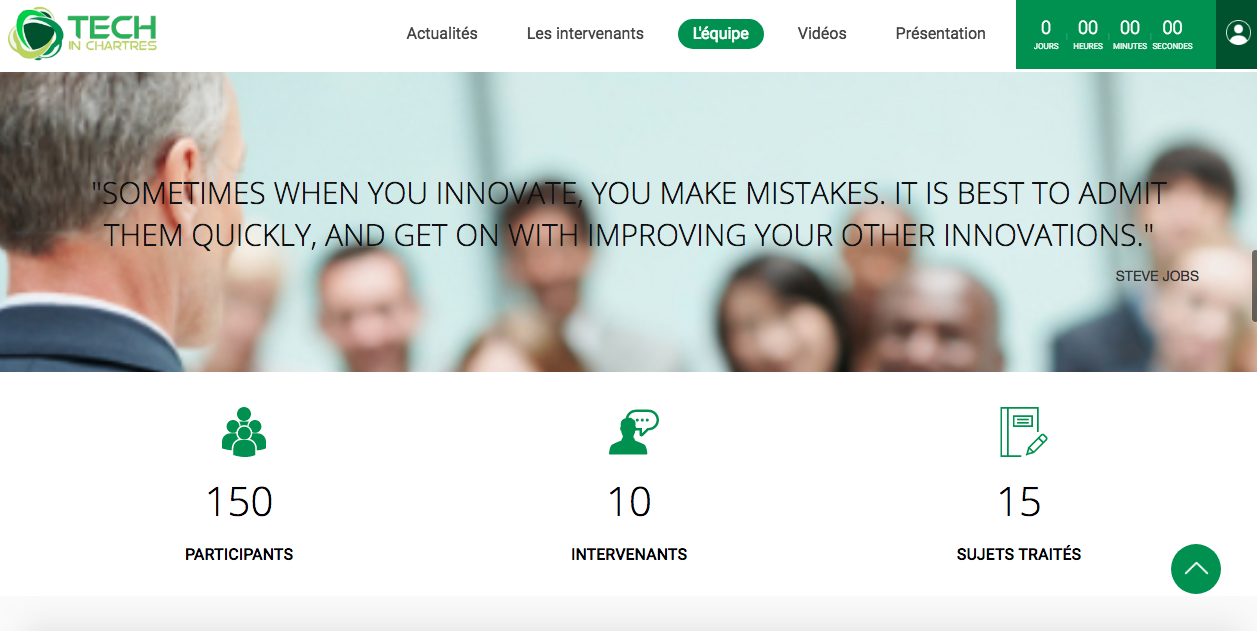 TECH
IN CHARTRES
Actualités
Les intervenants
L'équipe
Vidéos
Présentation
0 00 00 00
JOURS HEURES MINUTES SECONDES
"SOMETIMES WHEN YOU INNOVATE, YOU MAKE MISTAKES. IT IS BEST TO ADMIT
THEM QUICKLY, AND GET ON WITH IMPROVING YOUR OTHER INNOVATIONS."
STEVE JOBS
150
PARTICIPANTS
10
INTERVENANTS
15
SUJETS TRAITÉS